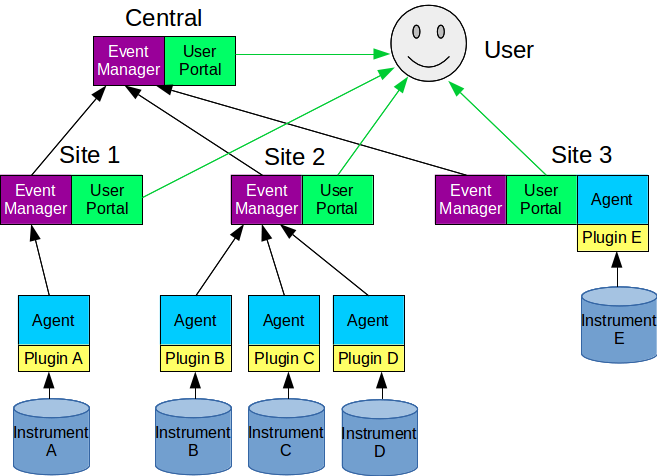 Central
Event
Manager
User
Portal
User
Site 1
Site 2
Site 3
Event
Manager
User
Portal
Event
Manager
User
Portal
Event
Manager
User
Portal
Agent
Plugin E
Agent
Plugin A
Agent
Plugin B
Agent
Plugin C
Agent
Plugin D
Instrument
E
Instrument
A
Instrument
B
Instrument
C
Instrument
D